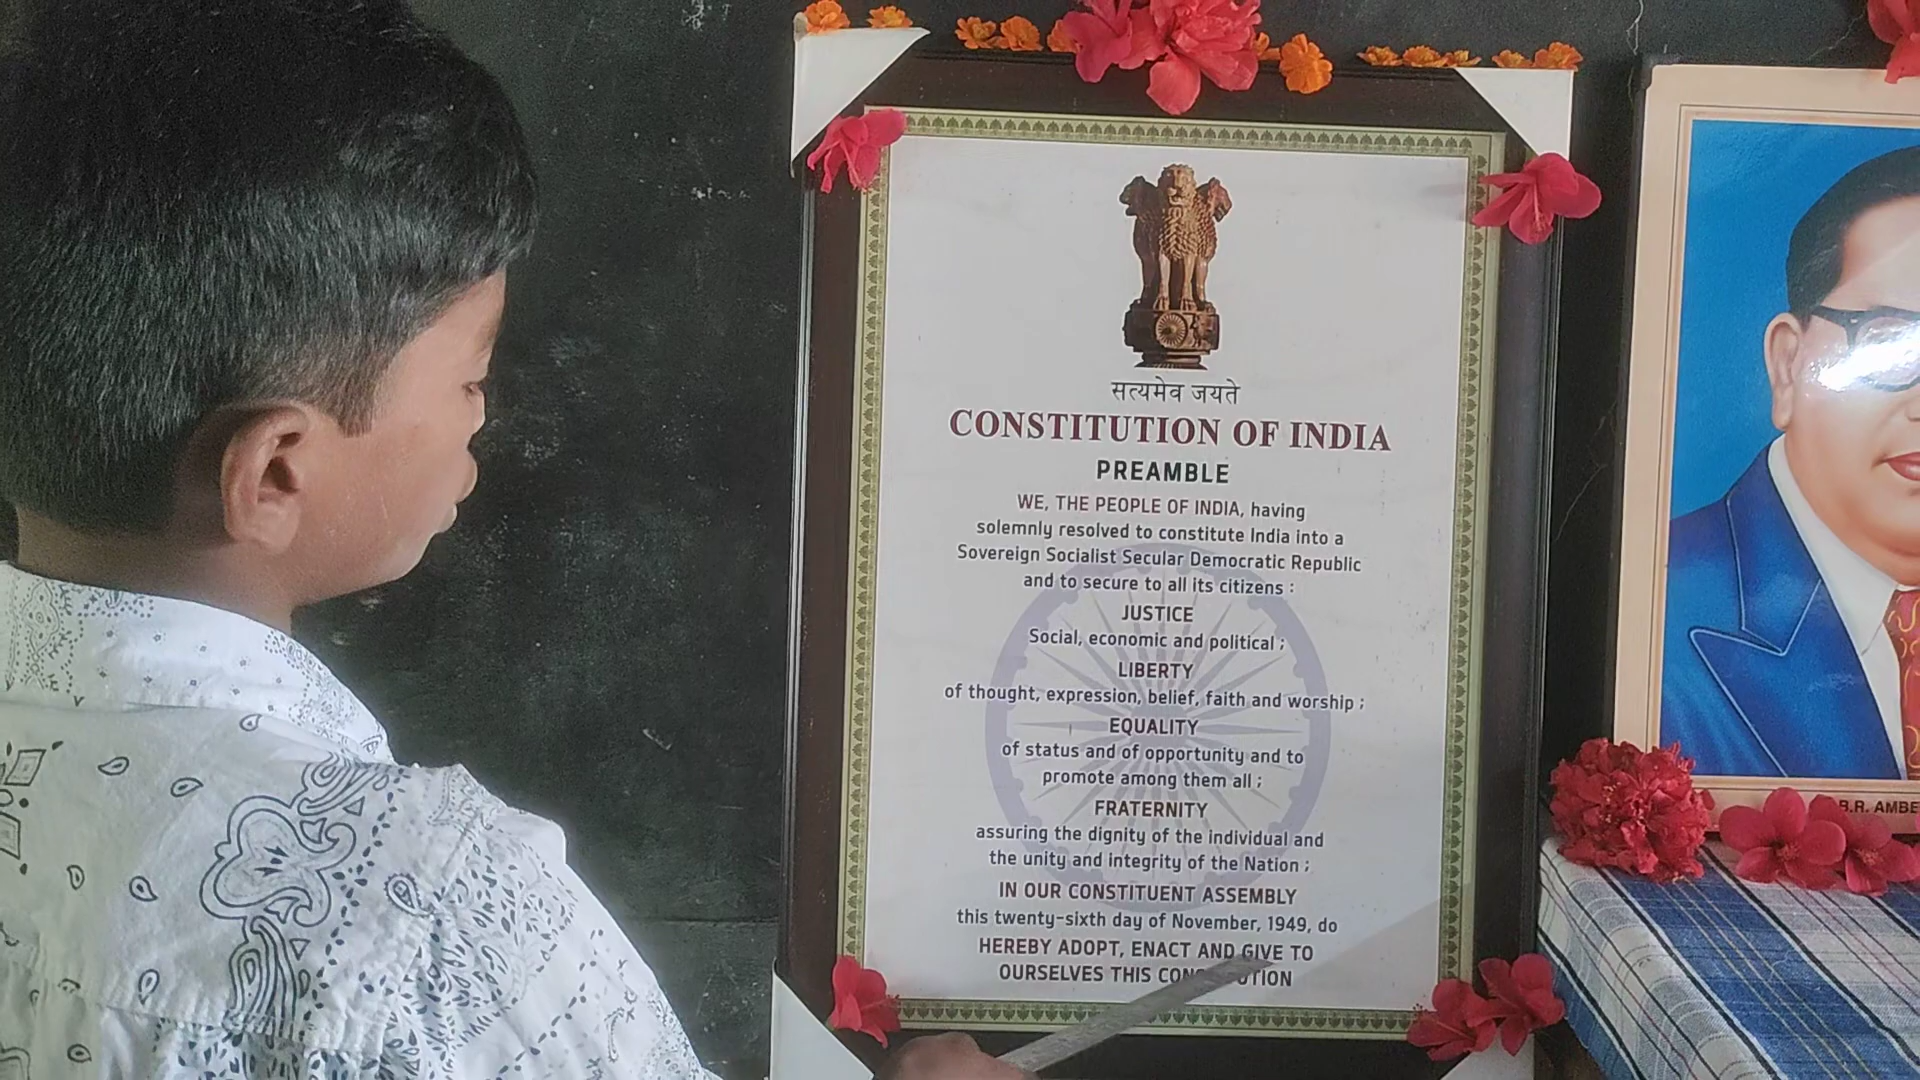 सत्यमेव जयते
CONSTITUTION OF INDIA
PREAMBLE
WE, THE PEOPLE OF INDIA, having
solemnly resolved to constitute India into a
Sovereign Socialist Secular Democratic Republic
and to secure to all its citizens :
JUSTICE
Social, economic and political ;
LIBERTY
of thought, expression, belief, faith and worship ;
EQUALITY
of status and of opportunity and to
promote among them all ;
FRATERNITY
assuring the dignity of the individual and
the unity and integrity of the Nation ;
IN OUR CONSTITUENT ASSEMBLY
this twenty-sixth day of November, 1949, do
HEREBY ADOPT, ENACT AND GIVE TO
OURSELVES THIS
B.R. AMBE